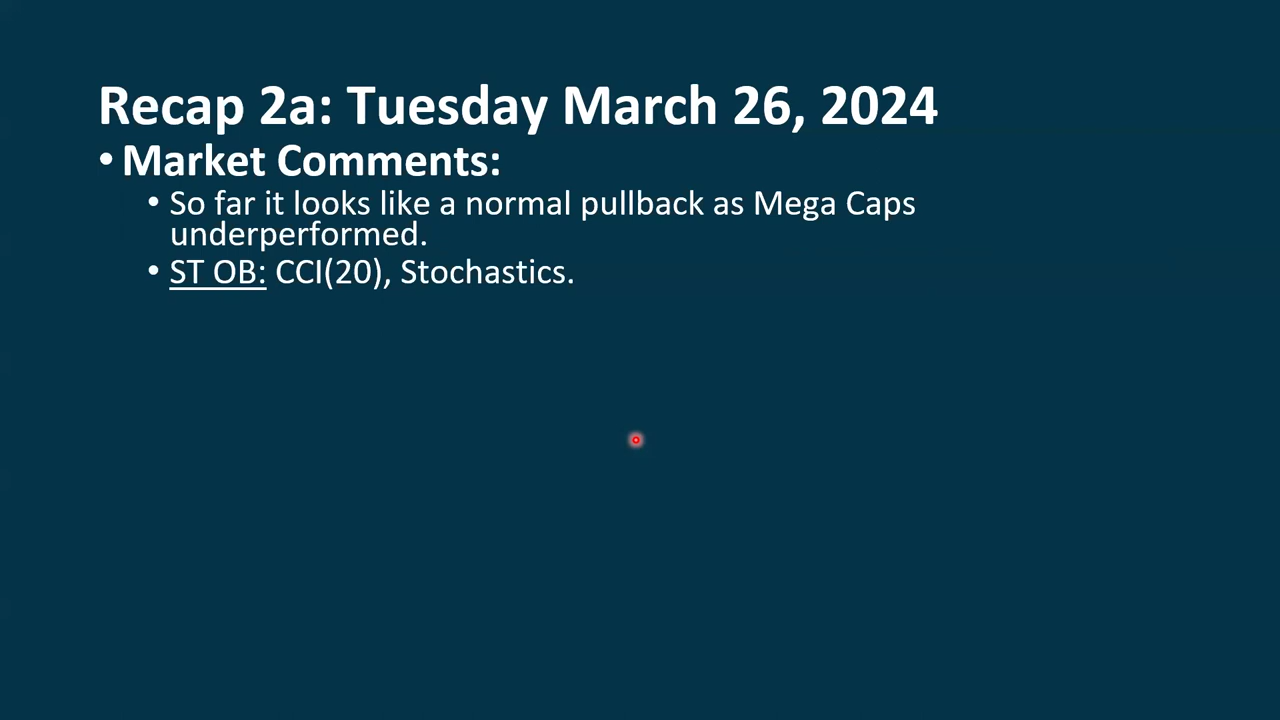 Recap 2a: Tuesday March 26, 2024
• Market Comments:
• So far it looks like a normal pullback as Mega Caps
underperformed.
• ST OB: CCI(20), Stochastics.